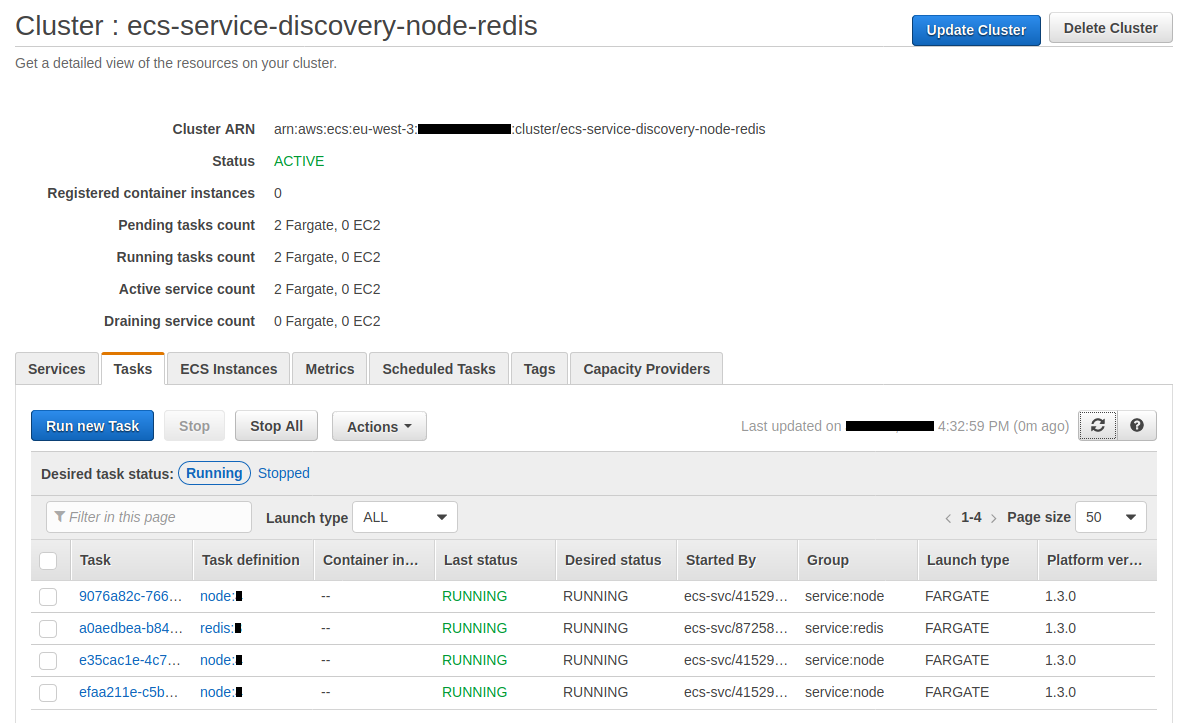 Cluster : ecs-service-discovery-node-redis
Update Cluster
Delete Cluster
Get a detailed view of the resources on your cluster.
Cluster ARN arn:aws:ecs:eu-west-3: :cluster/ecs-service-discovery-node-redis
Status ACTIVE
Registered container instances 0
Pending tasks count 2 Fargate, 0 EC2
Running tasks count 2 Fargate, 0 EC2
Active service count 2 Fargate, 0 EC2
Draining service count 0 Fargate, 0 EC2
Services Tasks ECS Instances Metrics Scheduled Tasks Tags Capacity Providers
Run new Task Stop Stop All Actions Last updated on 4:32:59 PM (0m ago)
Desired task status: Running Stopped
Filter in this page Launch type ALL 1-4 Page size 50
Task Task definition Container in... Last status Desired status Started By Group Launch type Platform ver...
9076a82c-766... node: -- RUNNING RUNNING ecs-svc/41529... service:node FARGATE 1.3.0
a0aedbea-b84... redis: -- RUNNING RUNNING ecs-svc/87258... service:redis FARGATE 1.3.0
e35cac1e-4c7... node: -- RUNNING RUNNING ecs-svc/41529... service:node FARGATE 1.3.0
efaa211e-c5b... node: -- RUNNING RUNNING ecs-svc/41529... service:node FARGATE 1.3.0